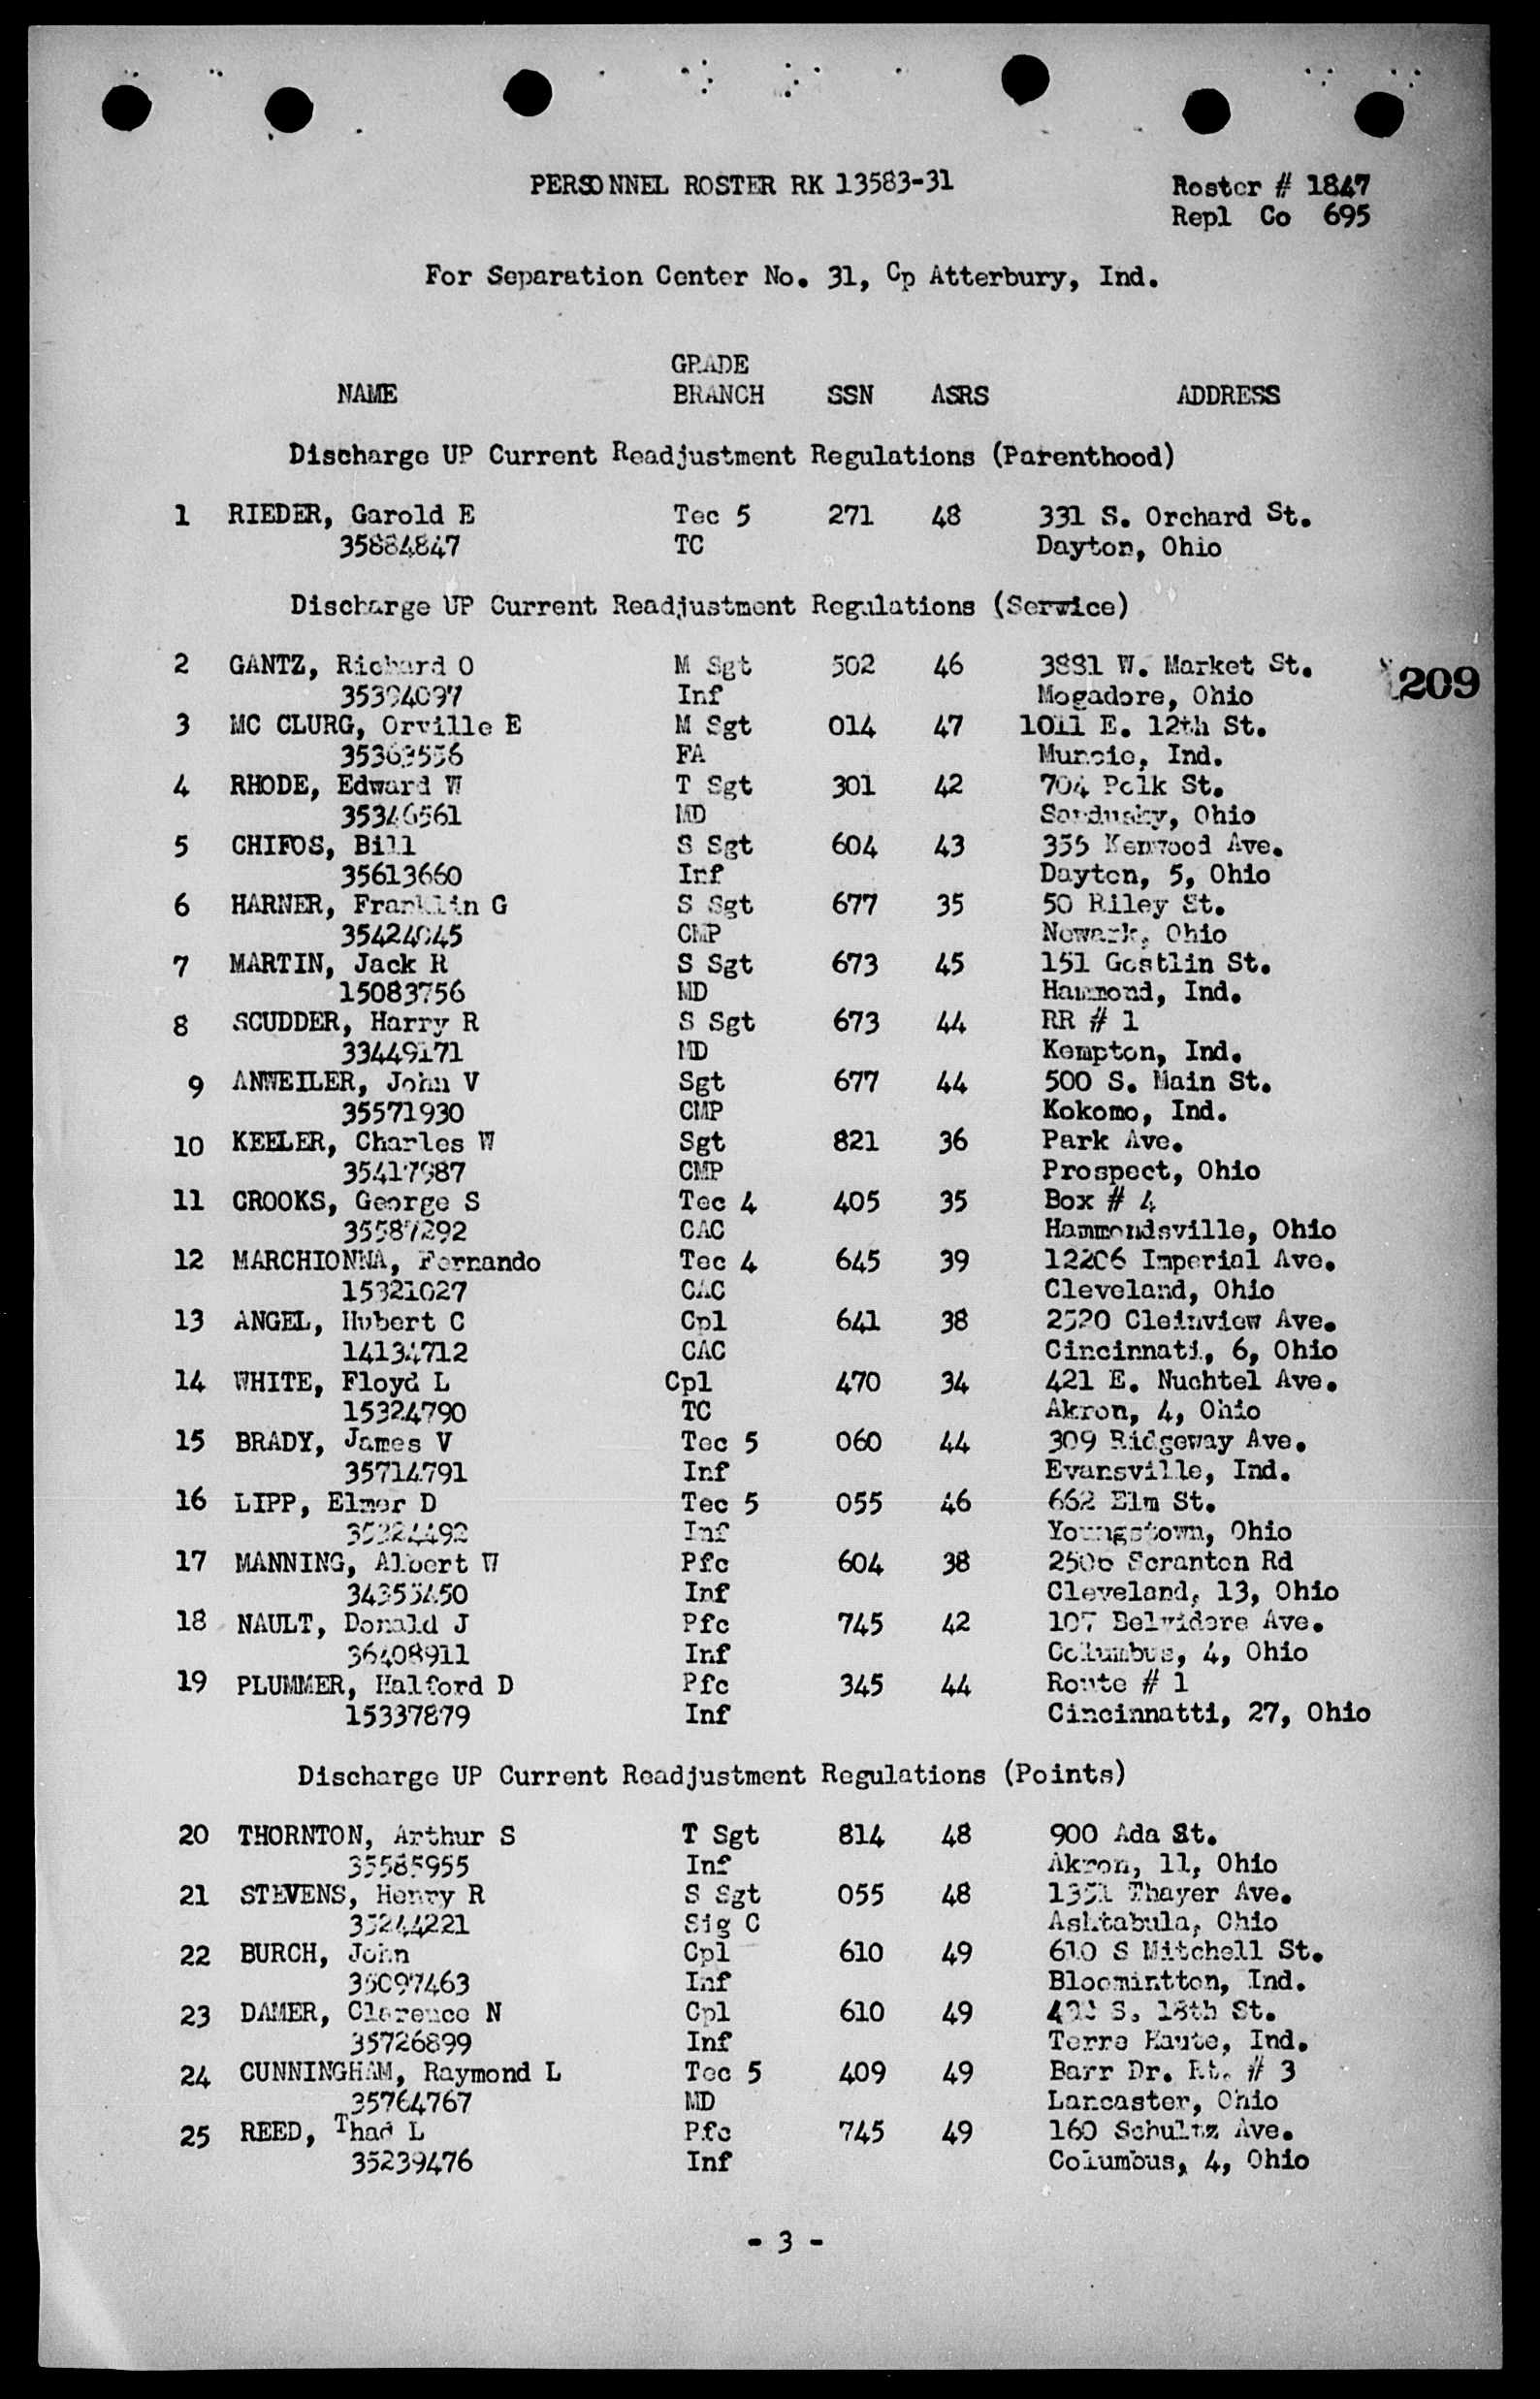 PERSONNEL ROSTER RK 13583-31 Roster # 1847
Repl Co 695
For Separation Center No. 31, Cp Atterbury, Ind.
GRADE
NAME BRANCH SSN ASRS ADDRESS
Discharge UP Current Readjustment Regulations (Parenthood)
1 RIEDER, Garold E Tec 5 271 48 331 S. Orchard St.
35884847 TC Dayton, Ohio
Discharge UP Current Readjustment Regulations (Service)
2 GANTZ, Richard O M Sgt 502 46 3881 W. Market St.
35394097 Inf Mogadore, Ohio
209
3 MC CLURG, Orville E M Sgt 014 47 1011 E. 12th St.
FA Muncie, Ind.
4 RHODE, Edward W T Sgt 301 42 704 Polk St.
35346561 MD Sandusky, Ohio
5 CHIFOS, Bill S Sgt 604 43 355 Kenwood Ave.
35613660 Inf Dayton, 5, Ohio
6 HARNER, Franklin G S Sgt 677 35 50 Riley St.
CMP Newark, Ohio
7 MARTIN, Jack R S Sgt 673 45 151 Gostlin St.
15083756 MD Hammond, Ind.
8 SCUDDER, Harry R S Sgt 673 44 RR # 1
33449171 MD Kempton, Ind.
9 ANWEILER, John V Sgt 677 44 500 S. Main St.
35571930 CMP Kokomo, Ind.
10 KEELER, Charles W Sgt 821 36 Park Ave.
CMP Prospect, Ohio
11 CROOKS, George S Tec 4 405 35 Box # 4
35587292 CAC Hammondsville, Ohio
12 MARCHIONNA, Fernando Tec 4 645 39 12206 Imperial Ave.
15321027 CAC Cleveland, Ohio
13 ANGEL, Hubert C Cpl 641 38 2520 Cleinview Ave.
14134712 CAC Cincinnati, 6, Ohio
14 WHITE, Floyd L Cpl 470 34 421 E. Nuchtel Ave.
15324790 TC Akron, 4, Ohio
15 BRADY, James V Tec 5 060 44 309 Ridgeway Ave.
35714791 Inf Evansville, Ind.
16 LIPP, Elmer D Tec 5 055 46 662 Elm St.
35324492 Inf Youngstown, Ohio
17 MANNING, Albert W Pfc 604 38 2506 Scranton Rd
Inf Cleveland, 13, Ohio
18 NAULT, Donald J Pfc 745 42 107 Belvidere Ave.
36408911 Inf Columbus, 4, Ohio
19 PLUMMER, Halford D Pfc 345 44 Route # 1
15337879 Inf Cincinnatti, 27, Ohio
Discharge UP Current Readjustment Regulations (Points)
20 THORNTON, Arthur S T Sgt 814 48 900 Ada St.
35585955 Inf Akron, 11, Ohio
21 STEVENS, Henry R S Sgt 055 48 1351 Thayer Ave.
35244221 Sig C Ashtabula, Ohio
22 BURCH, John Cpl 610 49 610 S Mitchell St.
35097463 Inf Bloomintton, Ind.
23 DAMER, Clarence N Cpl 610 49 S. 18th St.
35726899 Inf Terre Haute, Ind.
24 CUNNINGHAM, Raymond L Tec 5 409 49 Barr Dr. Rt. # 3
35764767 MD Lancaster, Ohio
25 REED, Thad L Pfc 745 49 160 Schultz Ave.
35239476 Inf Columbus, 4, Ohio
- 3 -